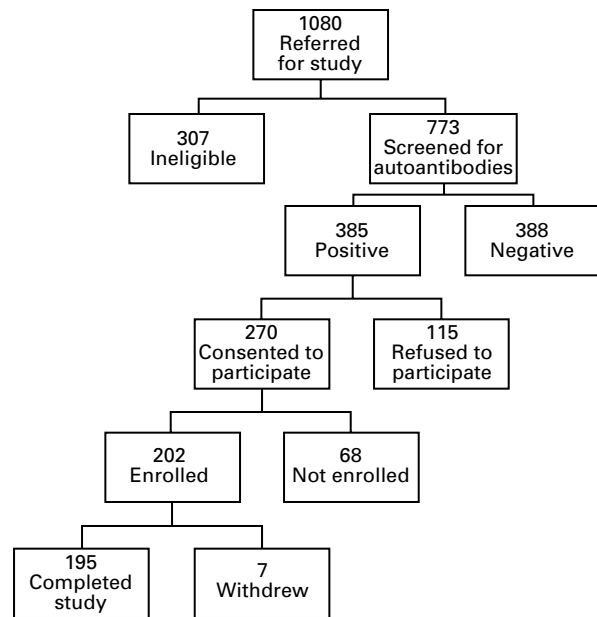 1080
Referred
for study
307
Ineligible
773
Screened for
autoantibodies
385
Positive
388
Negative
270
Consented to
participate
115
Refused to
participate
202
Enrolled
68
Not enrolled
195
Completed
study
7
Withdrew